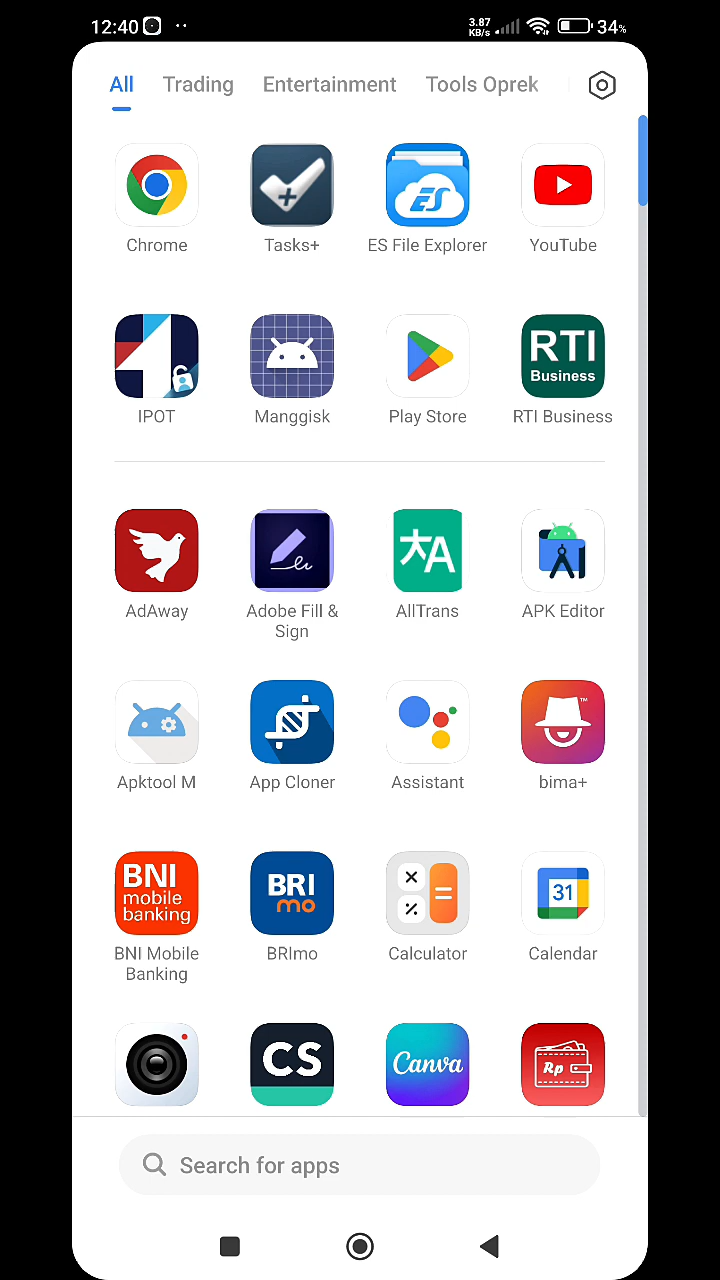 12:40
3.87
KB/s
34%
All Trading Entertainment Tools Oprek
Chrome Tasks+ ES File Explorer YouTube
RTI
Business
IPOT Manggisk Play Store RTI Business
AdAway Adobe Fill & AllTrans APK Editor
Sign
Apktool M App Cloner Assistant bima+
BNI
mobile
banking
BRI
mo
31
BNI Mobile BRImo Calculator Calendar
Banking
CS Canva Rp
Search for apps